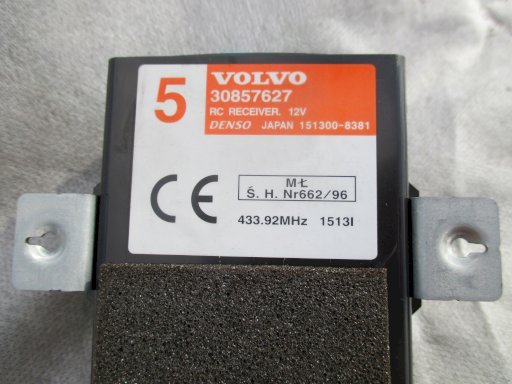 5
VOLVO
30857627
RC RECEIVER. 12V
DENSO JAPAN 151300-8381
CE
MŁ
Ś. H. Nr662/96
433.92MHz 1513I